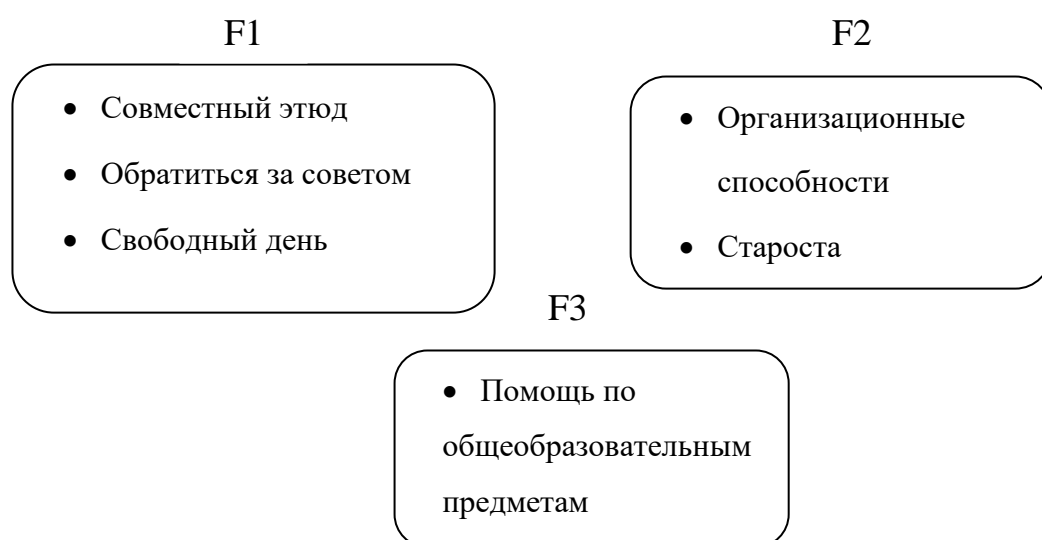 F1
• Совместный этюд
• Обратиться за советом
• Свободный день
F2
• Организационные
способности
• Староста
F3
• Помощь по
общеобразовательным
предметам